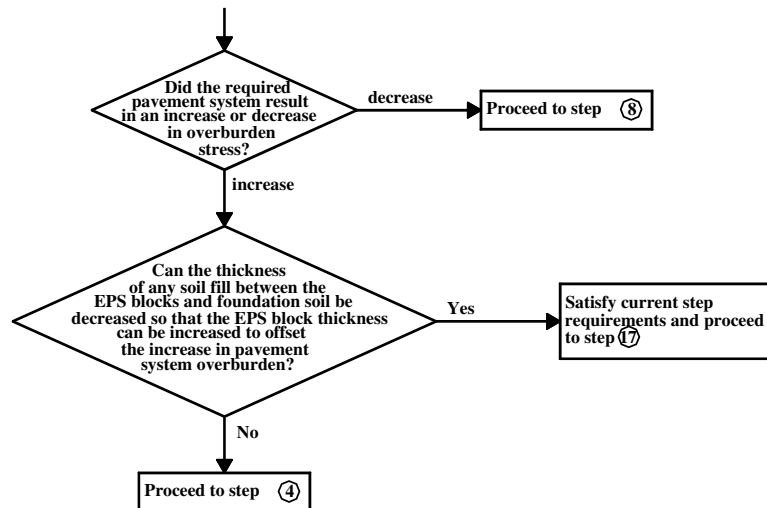 Did the required
pavement system result
in an increase or decrease
in overburden
stress?
decrease
Proceed to step 8
increase
Can the thickness
of any soil fill between the
EPS blocks and foundation soil be
decreased so that the EPS block thickness
can be increased to offset
the increase in pavement
system overburden?
Yes
Satisfy current step
requirements and proceed
to step 17
No
Proceed to step 4